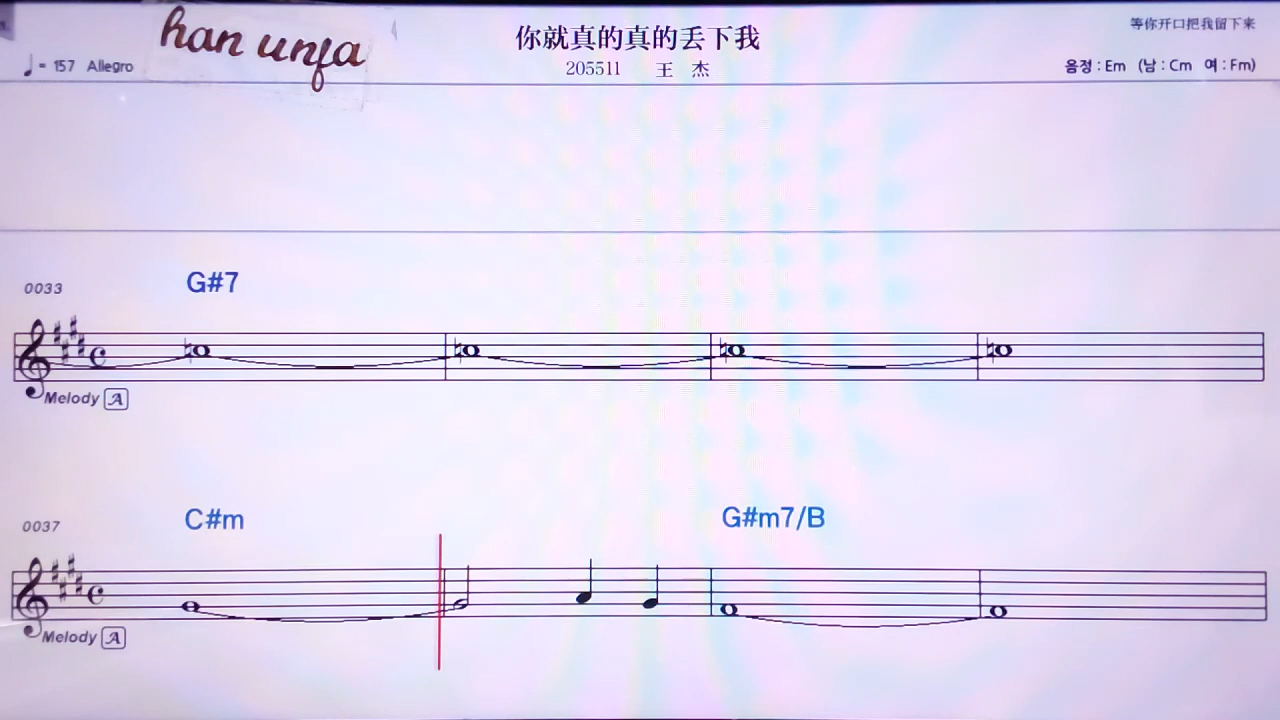 han unfa
你就真的真的丢下我
等你开口把我留下来
♩ = 157 Allegro
205511 王 杰
음정 : Em (남 : Cm 여 : Fm)
0033 G#7
Melody A
0037 C#m G#m7/B
Melody A